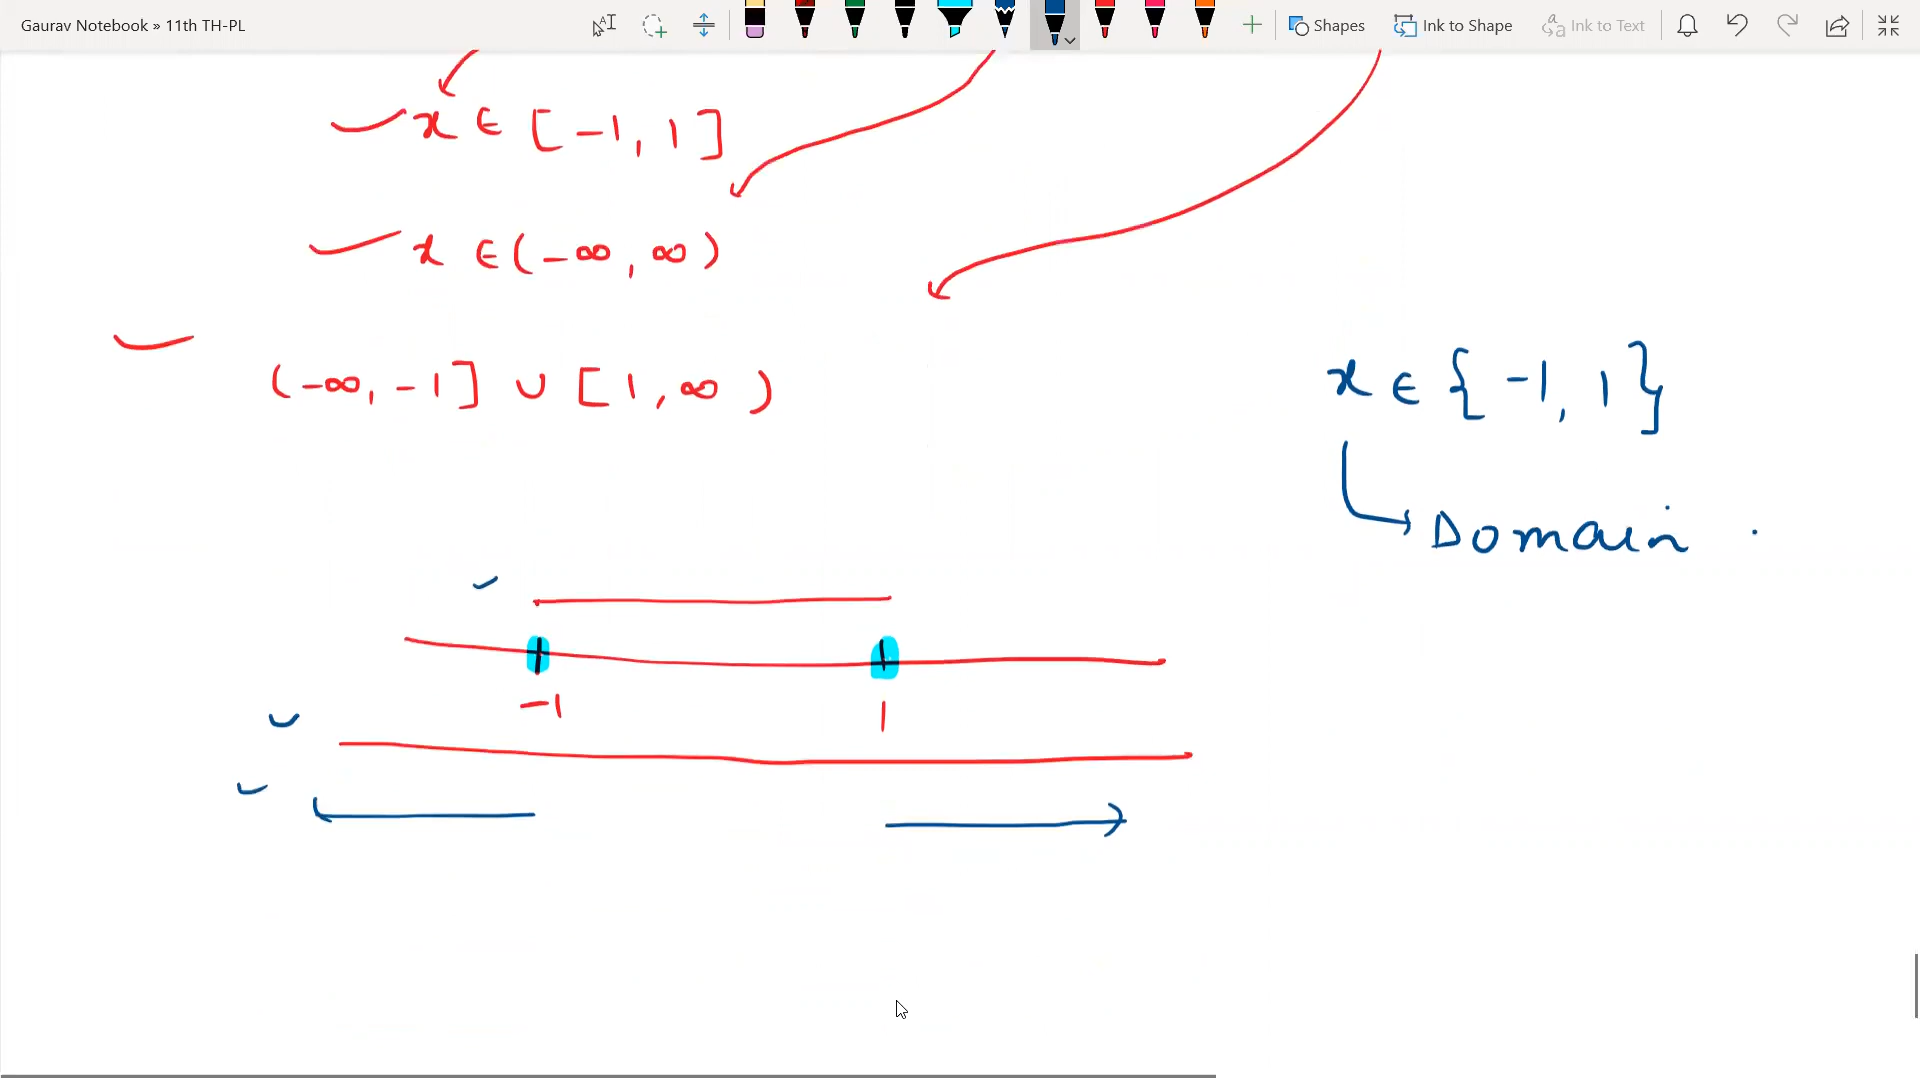 Gaurav Notebook » 11th TH-PL
Shapes
Ink to Shape
Ink to Text
x ∈ [ -1, 1 ]
x ∈ (-∞, ∞)
(-∞, -1] ∪ [ 1, ∞ )
x ∈ { -1, 1 }
Domain .
-1
1